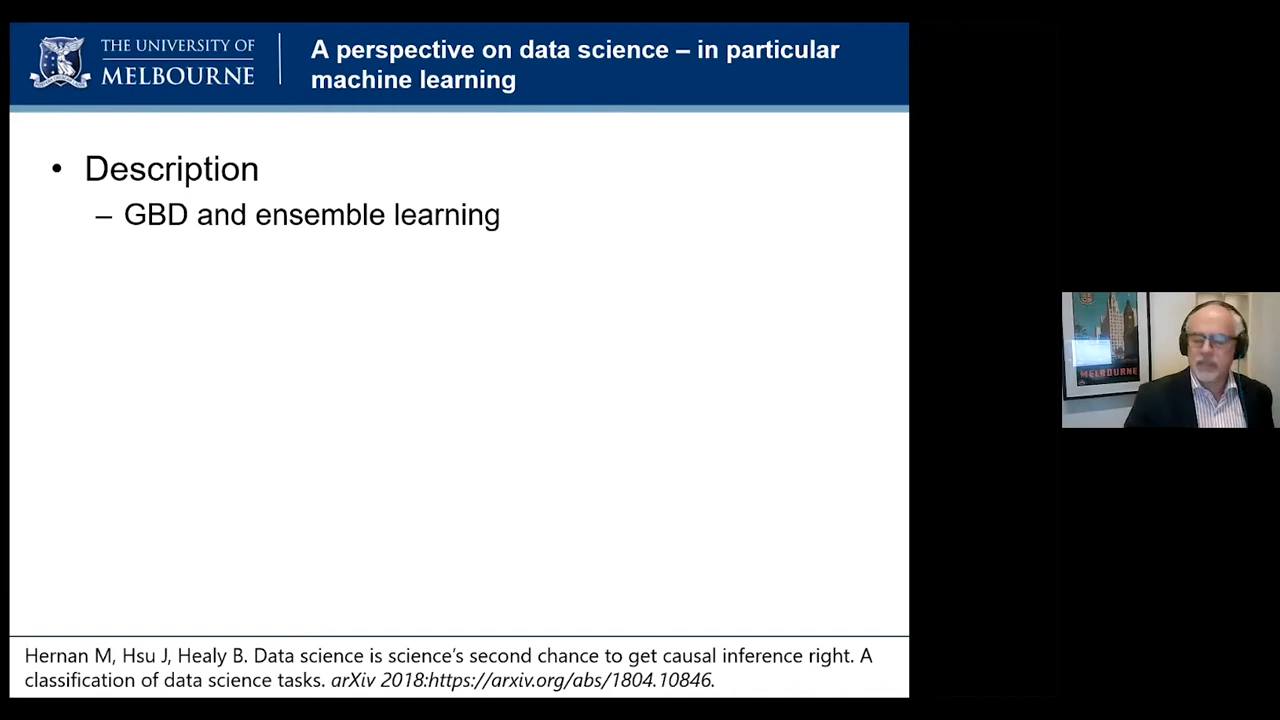 THE UNIVERSITY OF
MELBOURNE
A perspective on data science – in particular
machine learning
• Description
– GBD and ensemble learning
Hernan M, Hsu J, Healy B. Data science is science's second chance to get causal inference right. A
classification of data science tasks. arXiv 2018:https://arxiv.org/abs/1804.10846.
MELBOURNE